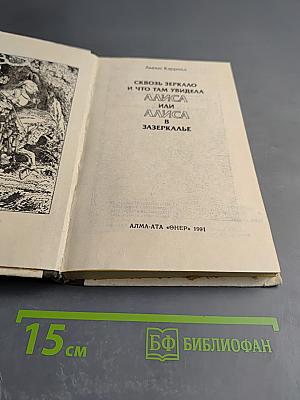 Льюис Кэрролл
СКВОЗЬ ЗЕРКАЛО
И ЧТО ТАМ УВИДЕЛА
АЛИСА
ИЛИ
АЛИСА
В
ЗАЗЕРКАЛЬЕ
АЛМА-АТА «ӨНЕР» 1991
15 см
БФ БИБЛИОФАН